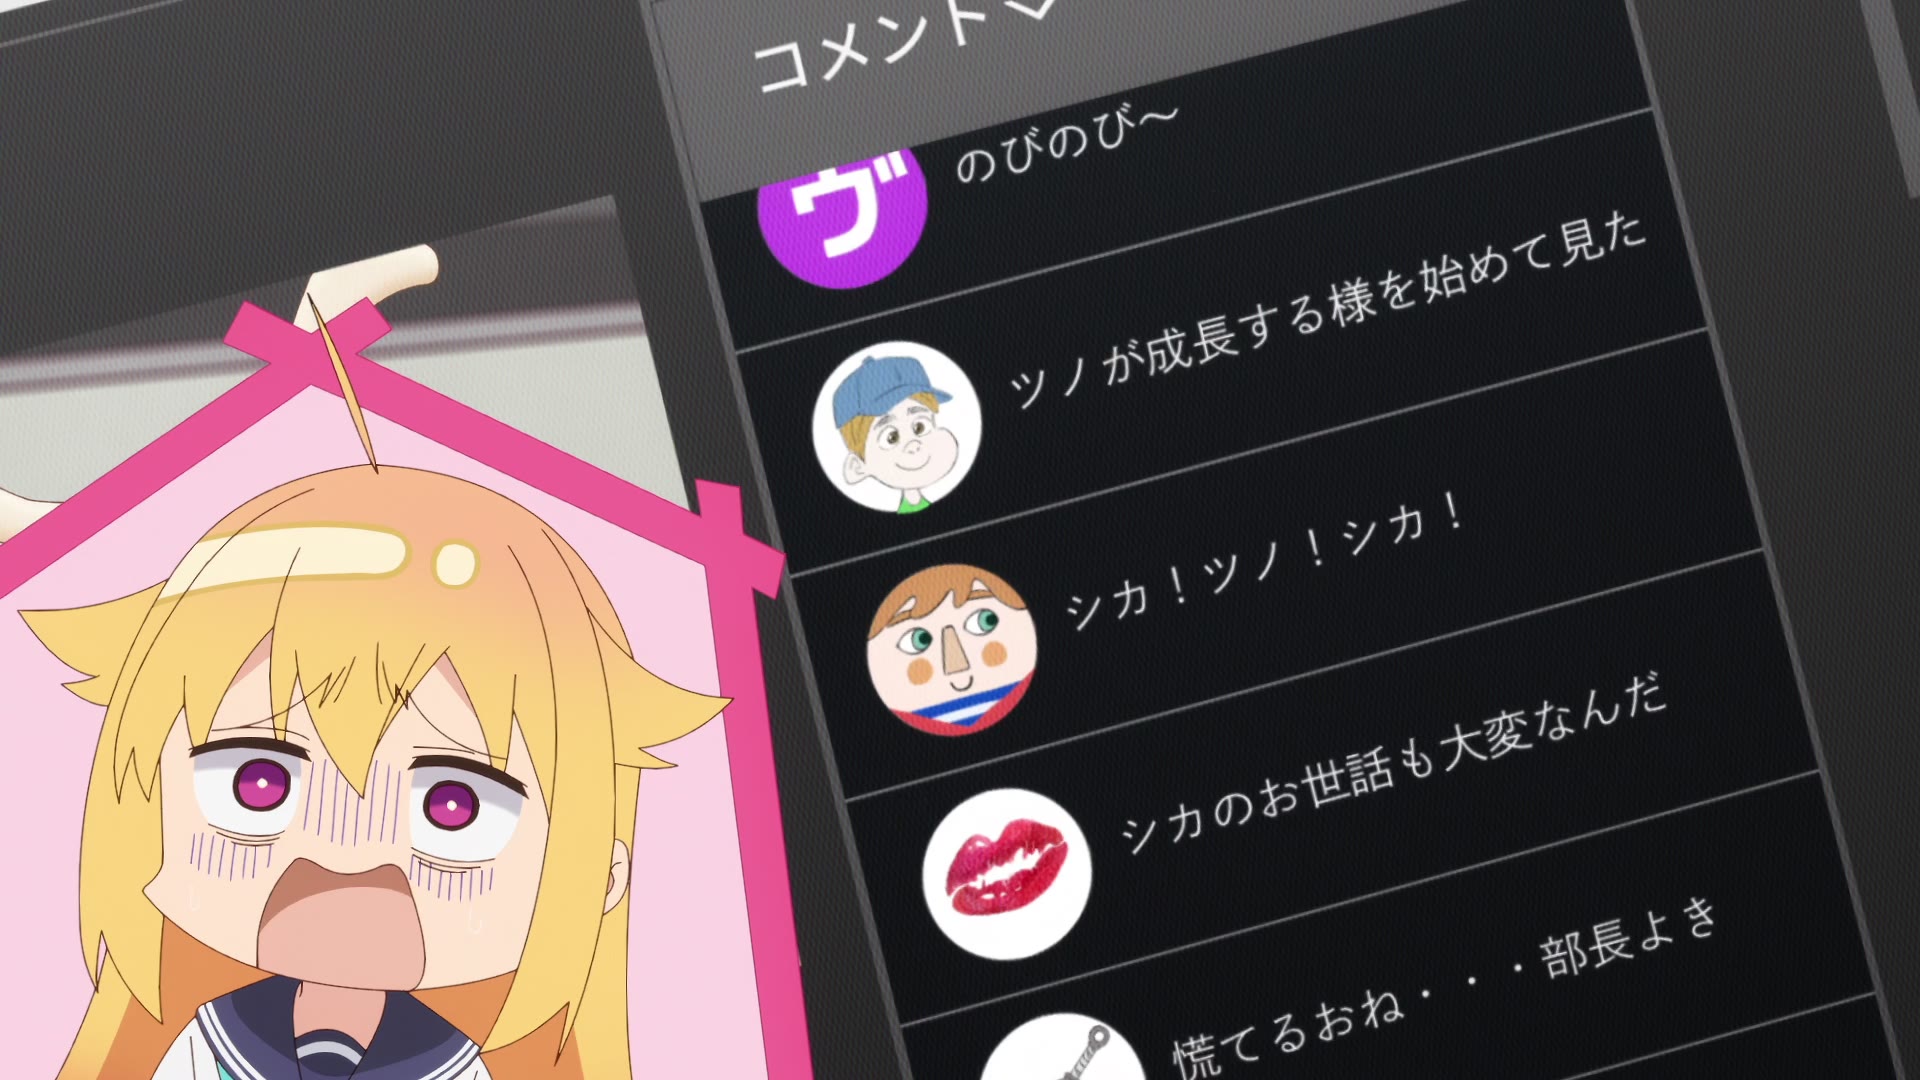 コメント
ヴ
のびのび～
ツノが成長する様を始めて見た
シカ！ツノ！シカ！
シカのお世話も大変なんだ
慌てるおね・・・部長よき